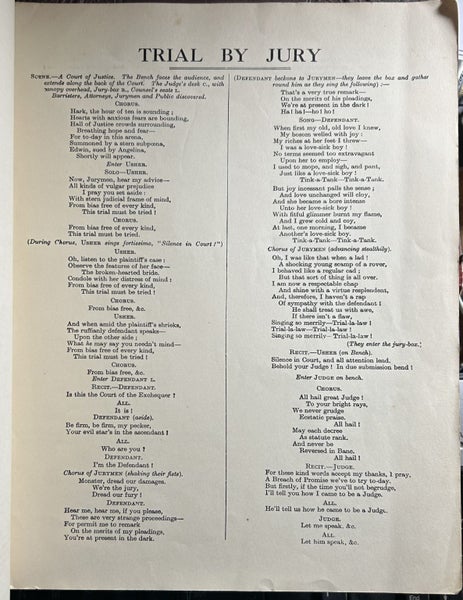 TRIAL BY JURY
SCENE.—A Court of Justice. The Bench faces the audience, and
extends along the back of the Court. The Judge's desk C., with
canopy overhead, Jury-box R., Counsel's seats L.
Barristers, Attorneys, Jurymen and Public discovered.
CHORUS.
Hark, the hour of ten is sounding;
Hearts with anxious fears are bounding,
Hall of Justice crowds surrounding,
Breathing hope and fear—
For to-day in this arena,
Summoned by a stern subpœna,
Edwin, sued by Angelina,
Shortly will appear.
Enter USHER.
SOLO—USHER.
Now, Jurymen, hear my advice—
All kinds of vulgar prejudice
I pray you set aside:
With stern judicial frame of mind,
From bias free of every kind,
This trial must be tried!
CHORUS.
From bias free of every kind,
This trial must be tried.
(During Chorus, USHER sings fortissimo, "Silence in Court!")
USHER.
Oh, listen to the plaintiff's case:
Observe the features of her face—
The broken-hearted bride.
Condole with her distress of mind:
From bias free of every kind,
This trial must be tried!
CHORUS.
From bias free, &c.
USHER.
And when amid the plaintiff's shrieks,
The ruffianly defendant speaks—
Upon the other side;
What he may say you needn't mind—
From bias free of every kind,
This trial must be tried!
CHORUS.
From bias free, &c.
Enter DEFENDANT L.
RECIT.—DEFENDANT.
Is this the Court of the Exchequer?
ALL.
It is!
DEFENDANT (aside).
Be firm, be firm, my pecker,
Your evil star's in the ascendant!
ALL.
Who are you?
DEFENDANT.
I'm the Defendant!
Chorus of JURYMEN (shaking their fists).
Monster, dread our damages.
We're the jury,
Dread our fury!
DEFENDANT.
Hear me, hear me, if you please,
These are very strange proceedings—
For permit me to remark
On the merits of my pleadings,
You're at present in the dark.
(DEFENDANT beckons to JURYMEN—they leave the box and gather
round him as they sing the following):—
That's a very true remark—
On the merits of his pleadings,
We're at present in the dark!
Ha! ha!—ho! ho!
SONG—DEFENDANT.
When first my old, old love I knew,
My bosom welled with joy;
My riches at her feet I threw—
I was a love-sick boy!
No terms seemed too extravagant
Upon her to employ—
I used to mope, and sigh, and pant,
Just like a love-sick boy!
Tink-a-Tank—Tink-a-Tank.
But joy incessant palls the sense;
And love unchanged will cloy,
And she became a bore intense
Unto her love-sick boy!
With fitful glimmer burnt my flame,
And I grew cold and coy,
At last, one morning, I became
Another's love-sick boy.
Tink-a-Tank—Tink-a-Tank.
Chorus of JURYMEN (advancing stealthily).
Oh, I was like that when a lad!
A shocking young scamp of a rover,
I behaved like a regular cad;
But that sort of thing is all over.
I am now a respectable chap
And shine with a virtue resplendent,
And, therefore, I haven't a rap
Of sympathy with the defendant!
He shall treat us with awe,
If there isn't a flaw,
Singing so merrily—Trial-la-law!
Trial-la-law—Trial-la-law!
Singing so merrily—Trial-la-law!
(They enter the jury-box.)
RECIT.—USHER (on Bench).
Silence in Court, and all attention lend.
Behold your Judge! In due submission bend!
Enter JUDGE on bench.
CHORUS.
All hail great Judge!
To your bright rays,
We never grudge
Ecstatic praise.
All hail!
May each decree
As statute rank,
And never be
Reversed in Banc.
All hail!
RECIT.—JUDGE.
For these kind words accept my thanks, I pray.
A Breach of Promise we've to try to-day.
But firstly, if the time you'll not begrudge,
I'll tell you how I came to be a Judge.
ALL.
He'll tell us how he came to be a Judge.
JUDGE.
Let me speak, &c.
ALL.
Let him speak, &c.
End